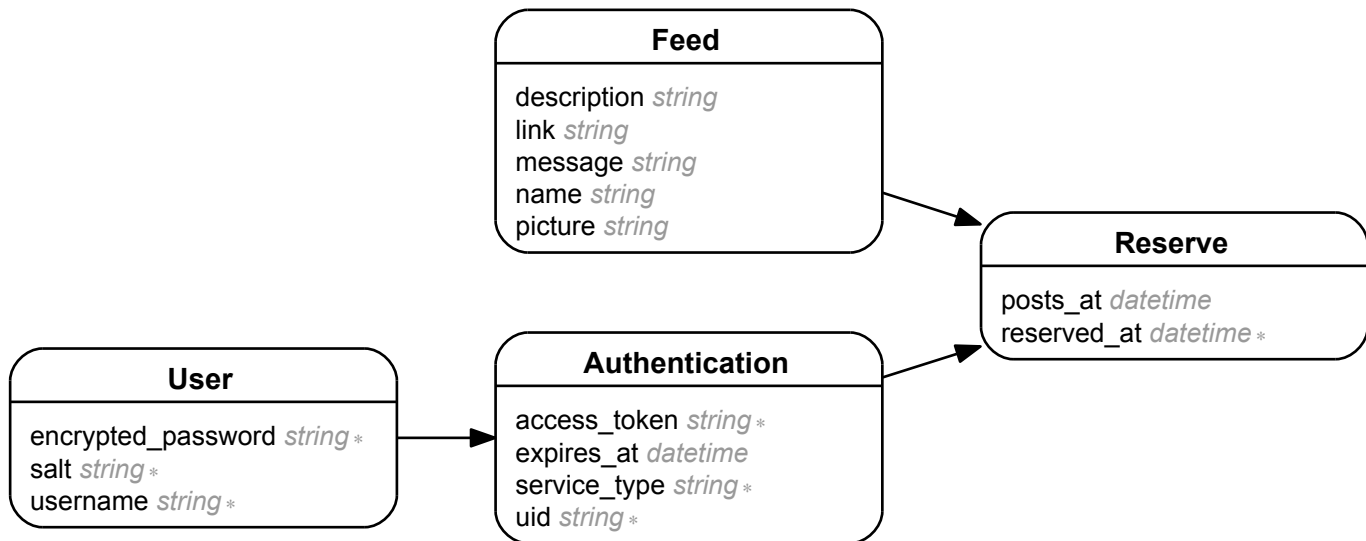 Feed
description string
link string
message string
name string
picture string
Reserve
posts_at datetime
reserved_at datetime *
User
encrypted_password string *
salt string *
username string *
Authentication
access_token string *
expires_at datetime
service_type string *
uid string *